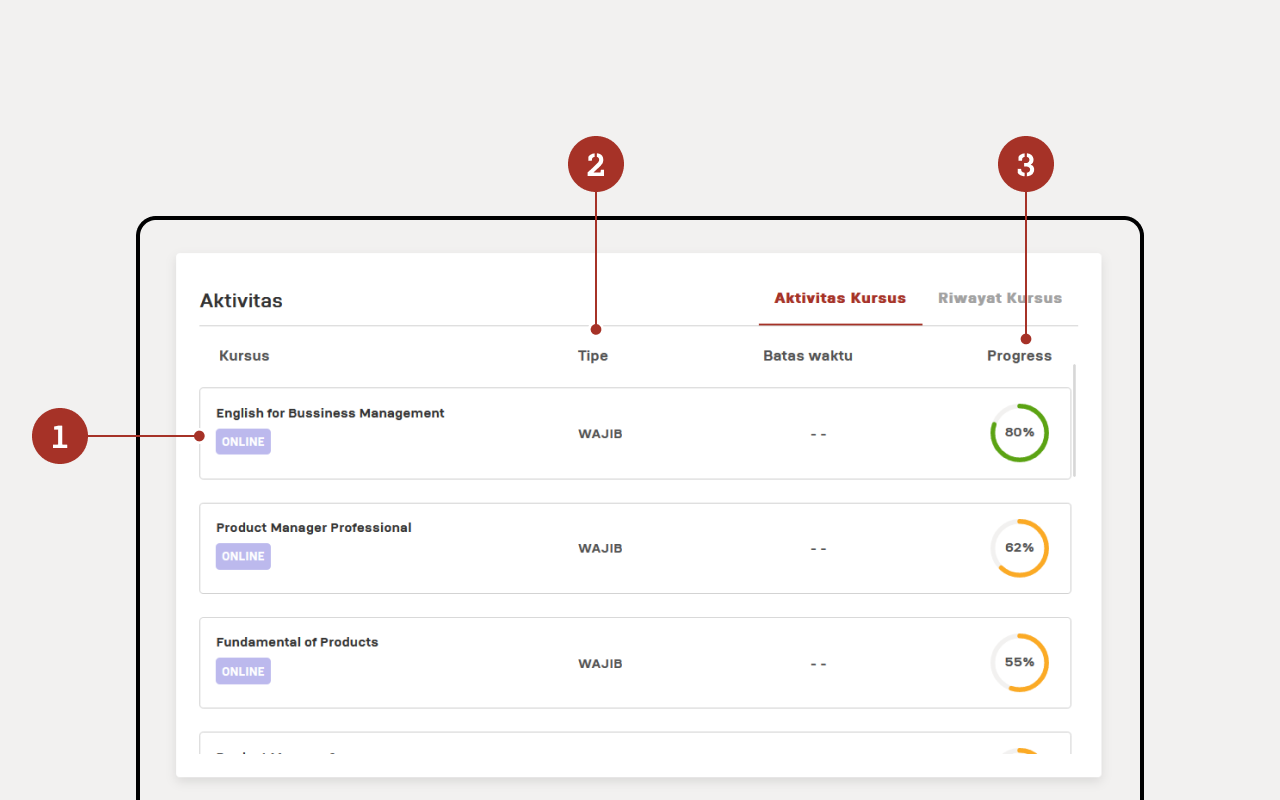 2
3
Aktivitas
Aktivitas Kursus
Riwayat Kursus
Kursus
Tipe
Batas waktu
Progress
1
English for Bussiness Management
ONLINE
WAJIB
- -
80%
Product Manager Professional
ONLINE
WAJIB
- -
62%
Fundamental of Products
ONLINE
WAJIB
- -
55%